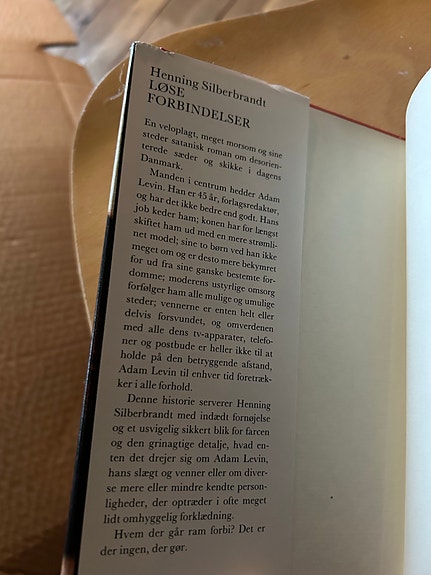 Henning Silberbrandt
LØSE
FORBINDELSER
En veloplagt, meget morsom og sine
steder satanisk roman om desorien-
terede sæder og skikke i dagens
Danmark.
Manden i centrum hedder Adam
Levin. Han er 45 år, forlagsredaktør,
og har det ikke bedre end godt. Hans
job keder ham; konen har for længst
skiftet ham ud med en mere strømli-
net model; sine to børn ved han ikke
meget om og er desto mere bekymret
for ud fra sine ganske bestemte for-
domme; moderens ustyrlige omsorg
forfølger ham alle mulige og umulige
steder; vennerne er enten helt eller
delvis forsvundet, og omverdenen
med alle dens tv-apparater, telefo-
ner og postbude er heller ikke til at
holde på den betryggende afstand,
Adam Levin til enhver tid foretræk-
ker i alle forhold.
Denne historie serverer Henning
Silberbrandt med indædt fornøjelse
og et usvigelig sikkert blik for farcen
og den grinagtige detalje, hvad en-
ten det drejer sig om Adam Levin,
hans slægt og venner eller om diver-
se mere eller mindre kendte person-
ligheder, der optræder i ofte meget
lidt omhyggelig forklædning.
Hvem der går ram forbi? Det er
der ingen, der gør.